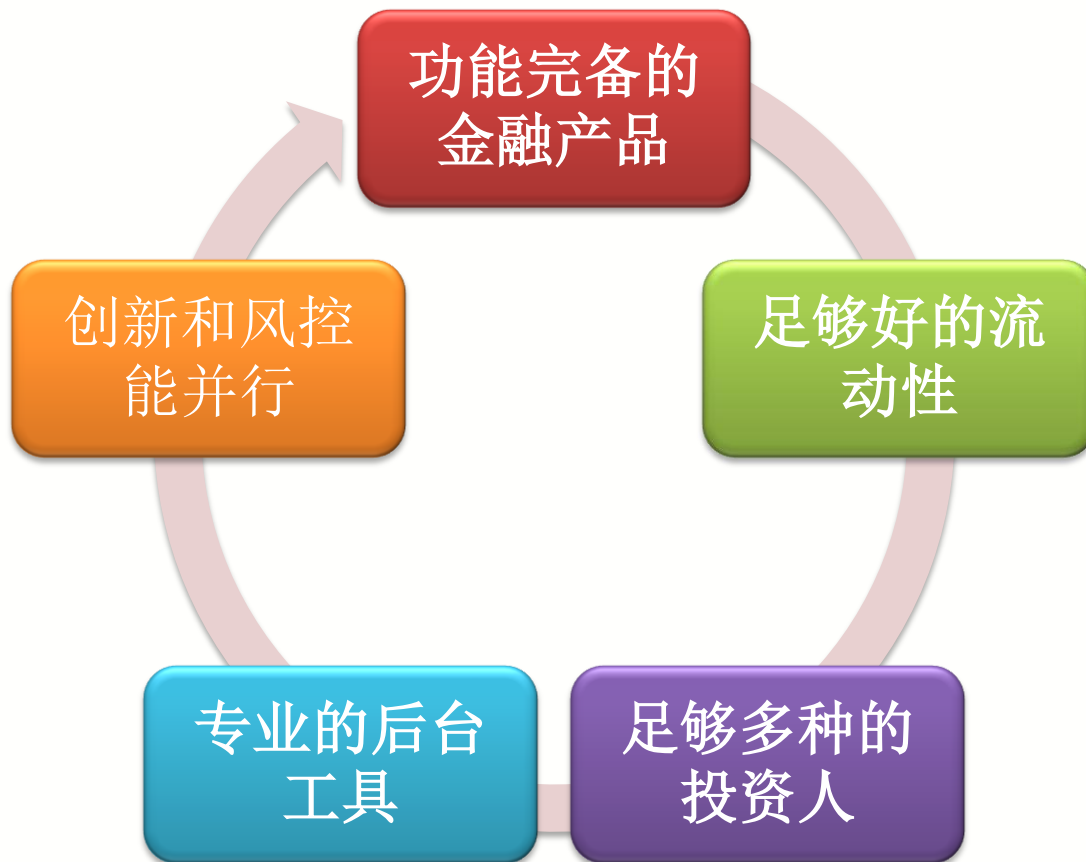 功能完备的
金融产品
足够好的流
动性
足够多种的
投资人
专业的后台
工具
创新和风控
能并行